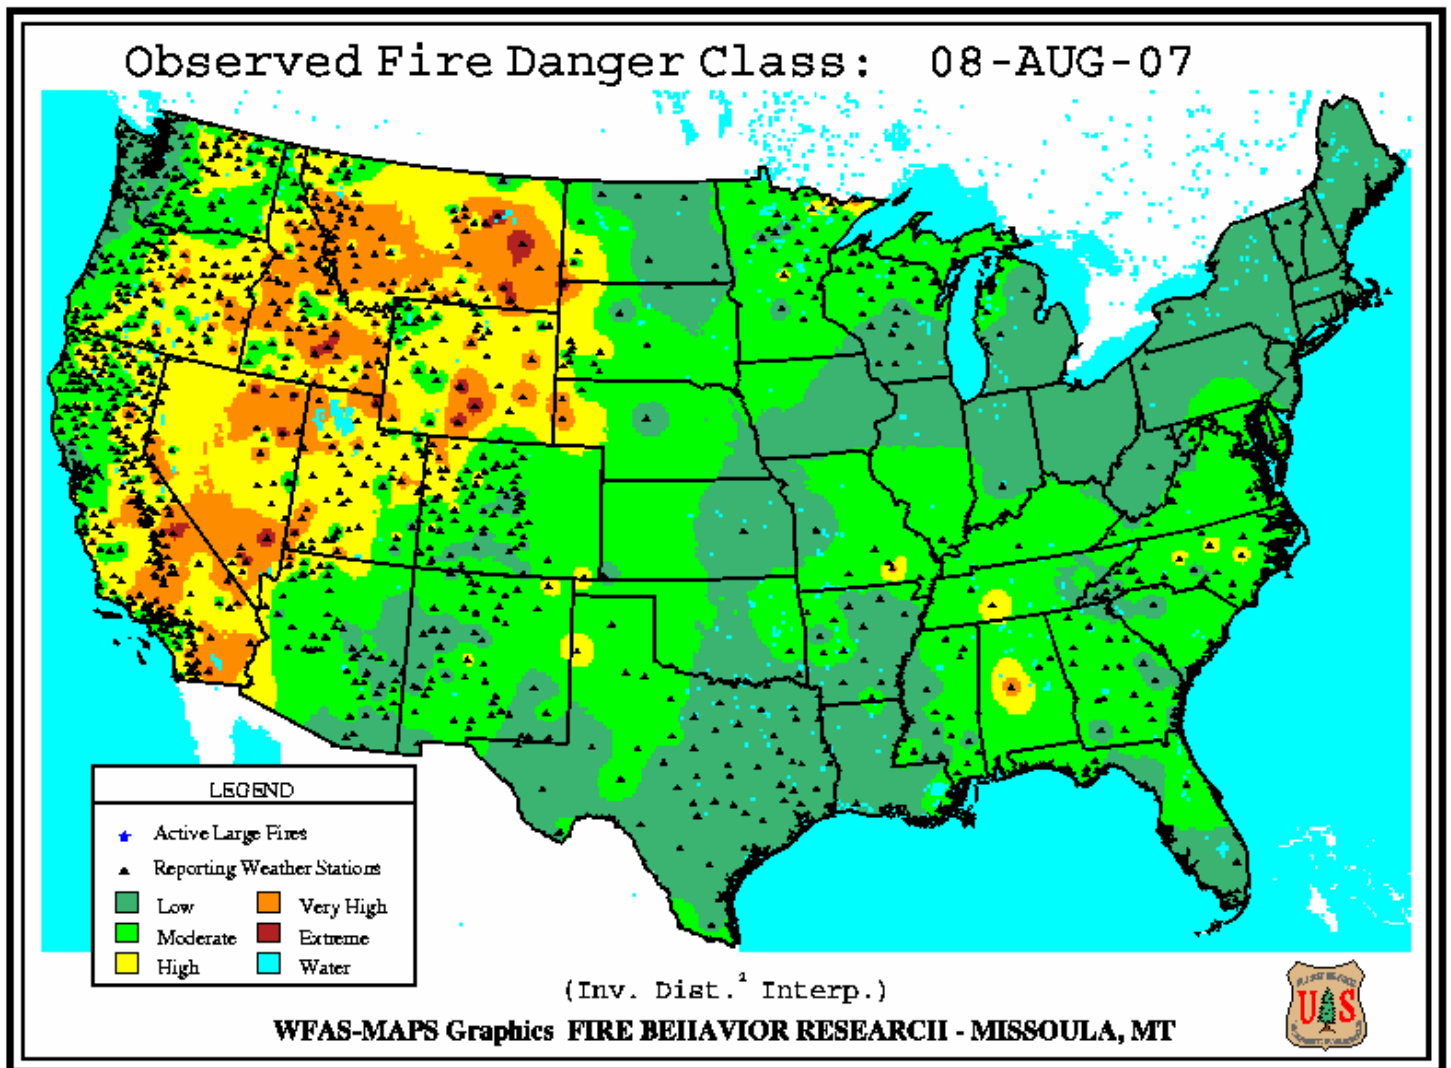 Observed Fire Danger Class: 08-AUG-07
LEGEND
Active Large Fires
Reporting Weather Stations
Low
Very High
Moderate
Extreme
High
Water
(Inv. Dist.² Interp.)
WFAS-MAPS Graphics FIRE BEHAVIOR RESEARCH - MISSOULA, MT
U S